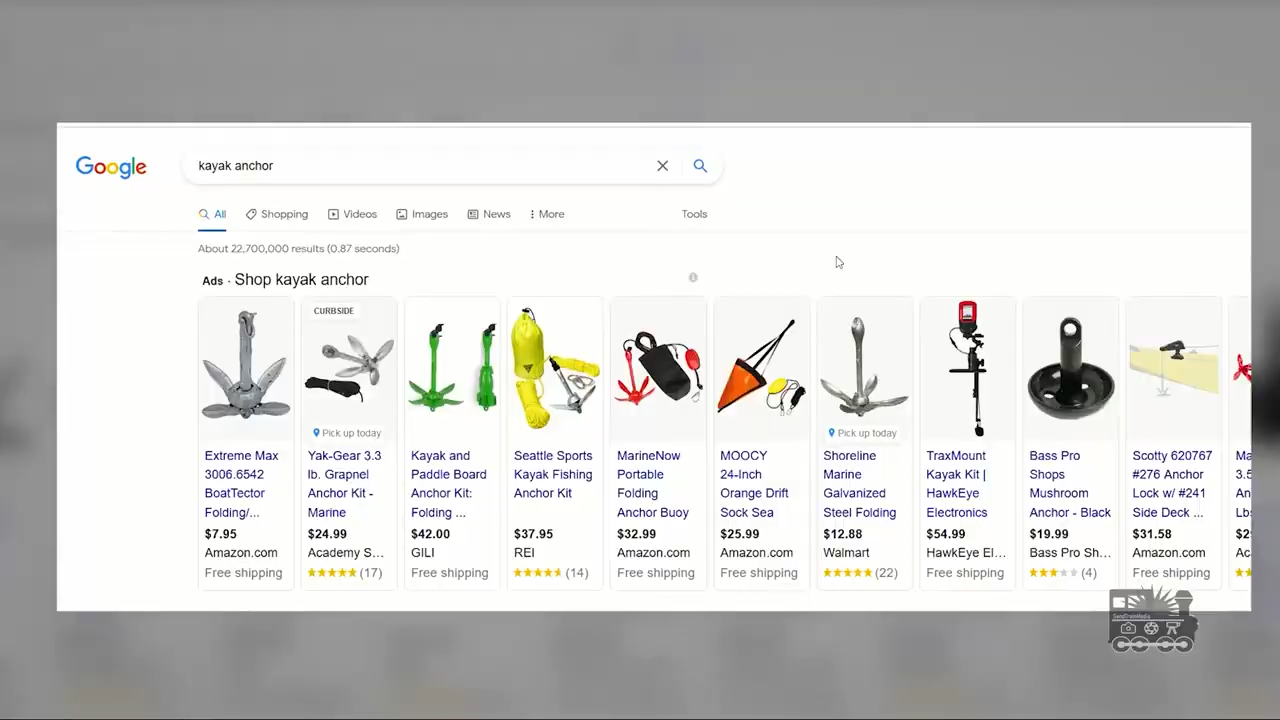 Google
kayak anchor
All Shopping Videos Images News More Tools
About 22,700,000 results (0.87 seconds)
Ads · Shop kayak anchor
CURBSIDE
Pick up today
Pick up today
Extreme Max
3006.6542
BoatTector
Folding/...
$7.95
Amazon.com
Free shipping
Yak-Gear 3.3
lb. Grapnel
Anchor Kit -
Marine
$24.99
Academy S...
(17)
Kayak and
Paddle Board
Anchor Kit:
Folding ...
$42.00
GILI
Free shipping
Seattle Sports
Kayak Fishing
Anchor Kit
$37.95
REI
(14)
MarineNow
Portable
Folding
Anchor Buoy
$32.99
Amazon.com
Free shipping
MOOCY
24-Inch
Orange Drift
Sock Sea
$25.99
Amazon.com
Free shipping
Shoreline
Marine
Galvanized
Steel Folding
$12.88
Walmart
(22)
TraxMount
Kayak Kit |
HawkEye
Electronics
$54.99
HawkEye El...
Free shipping
Bass Pro
Shops
Mushroom
Anchor - Black
$19.99
Bass Pro Sh...
(4)
Scotty 620767
#276 Anchor
Lock w/ #241
Side Deck ...
$31.58
Amazon.com
Free shipping
Ma
3.5
An
Lbs
$2
Ac